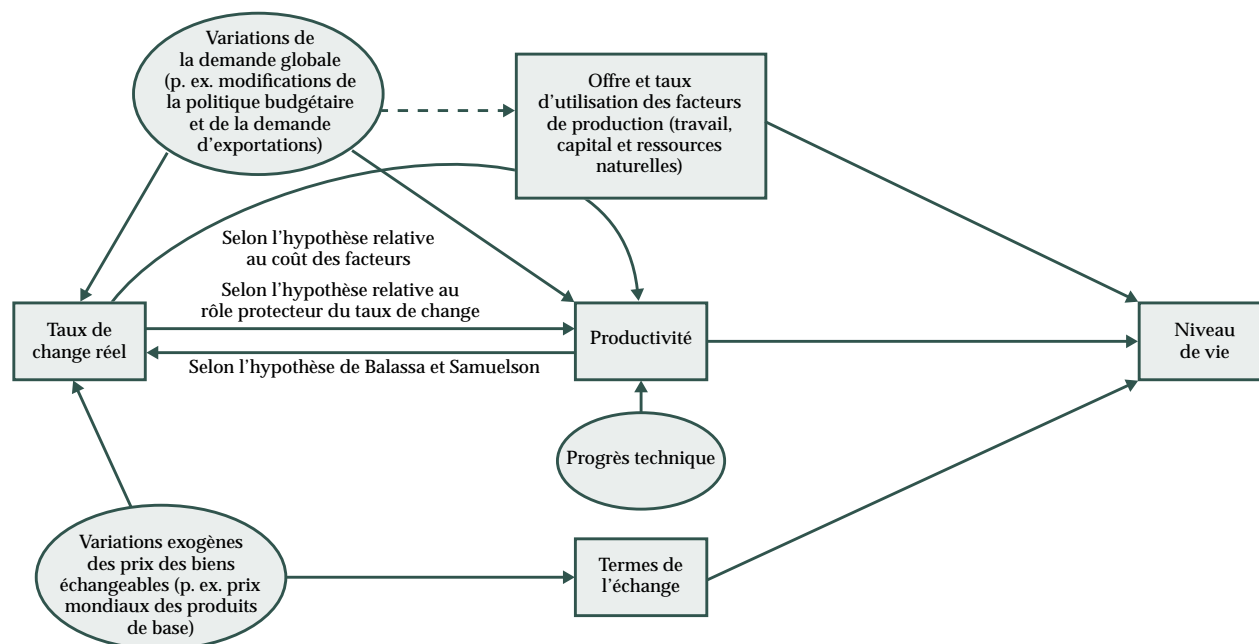 Variations de
la demande globale
(p. ex. modifications de
la politique budgétaire
et de la demande
d’exportations)
Offre et taux
d’utilisation des facteurs
de production (travail,
capital et ressources
naturelles)
Selon l’hypothèse relative
au coût des facteurs
Selon l’hypothèse relative au
rôle protecteur du taux de change
Taux de
change réel
Productivité
Niveau
de vie
Selon l’hypothèse de Balassa et Samuelson
Progrès technique
Variations exogènes
des prix des biens
échangeables (p. ex. prix
mondiaux des produits
de base)
Termes de
l’échange